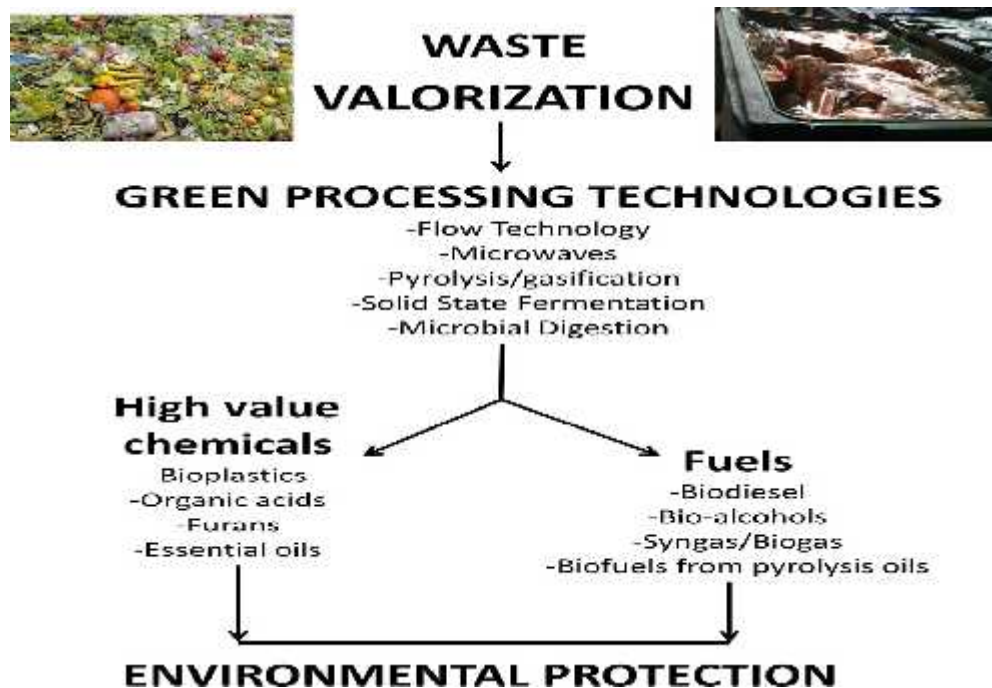 WASTE
VALORIZATION
GREEN PROCESSING TECHNOLOGIES
-Flow Technology
-Microwaves
-Pyrolysis/gasification
-Solid State Fermentation
-Microbial Digestion
High value
chemicals
Bioplastics
-Organic acids
-Furans
-Essential oils
Fuels
-Biodiesel
-Bio-alcohols
-Syngas/Biogas
-Biofuels from pyrolysis oils
ENVIRONMENTAL PROTECTION